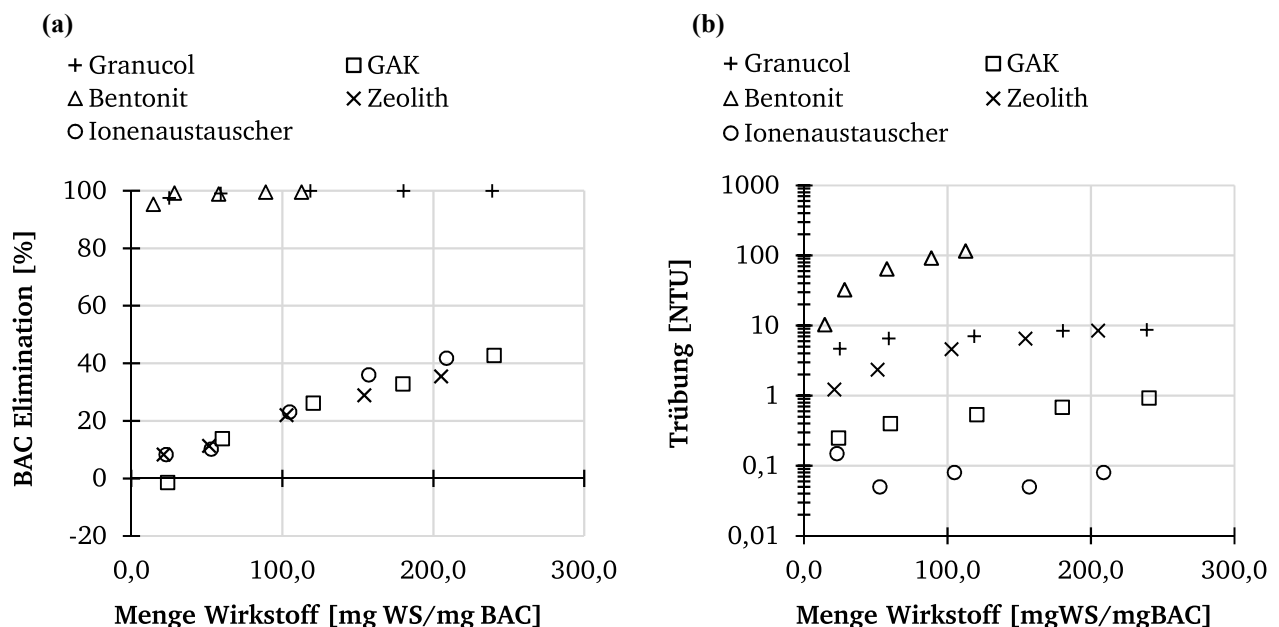 (a)
+ Granucol
□ GAK
△ Bentonit
× Zeolith
○ Ionenaustauscher
BAC Elimination [%]
100
80
60
40
20
0
-20
0,0 100,0 200,0 300,0
Menge Wirkstoff [mg WS/mg BAC]
(b)
+ Granucol
□ GAK
△ Bentonit
× Zeolith
○ Ionenaustauscher
Trübung [NTU]
1000
100
10
1
0,1
0,01
0,0 100,0 200,0 300,0
Menge Wirkstoff [mgWS/mgBAC]